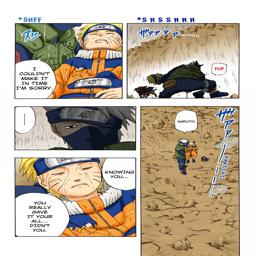 *SHFF
I COULDN'T
MAKE IT
IN TIME
I'M SORRY.
*SHSSHHH
PUP
NARUTO.
KNOWING
YOU...
YOU
REALLY
GAVE
IT YOUR
ALL...
DIDN'T
YOU.